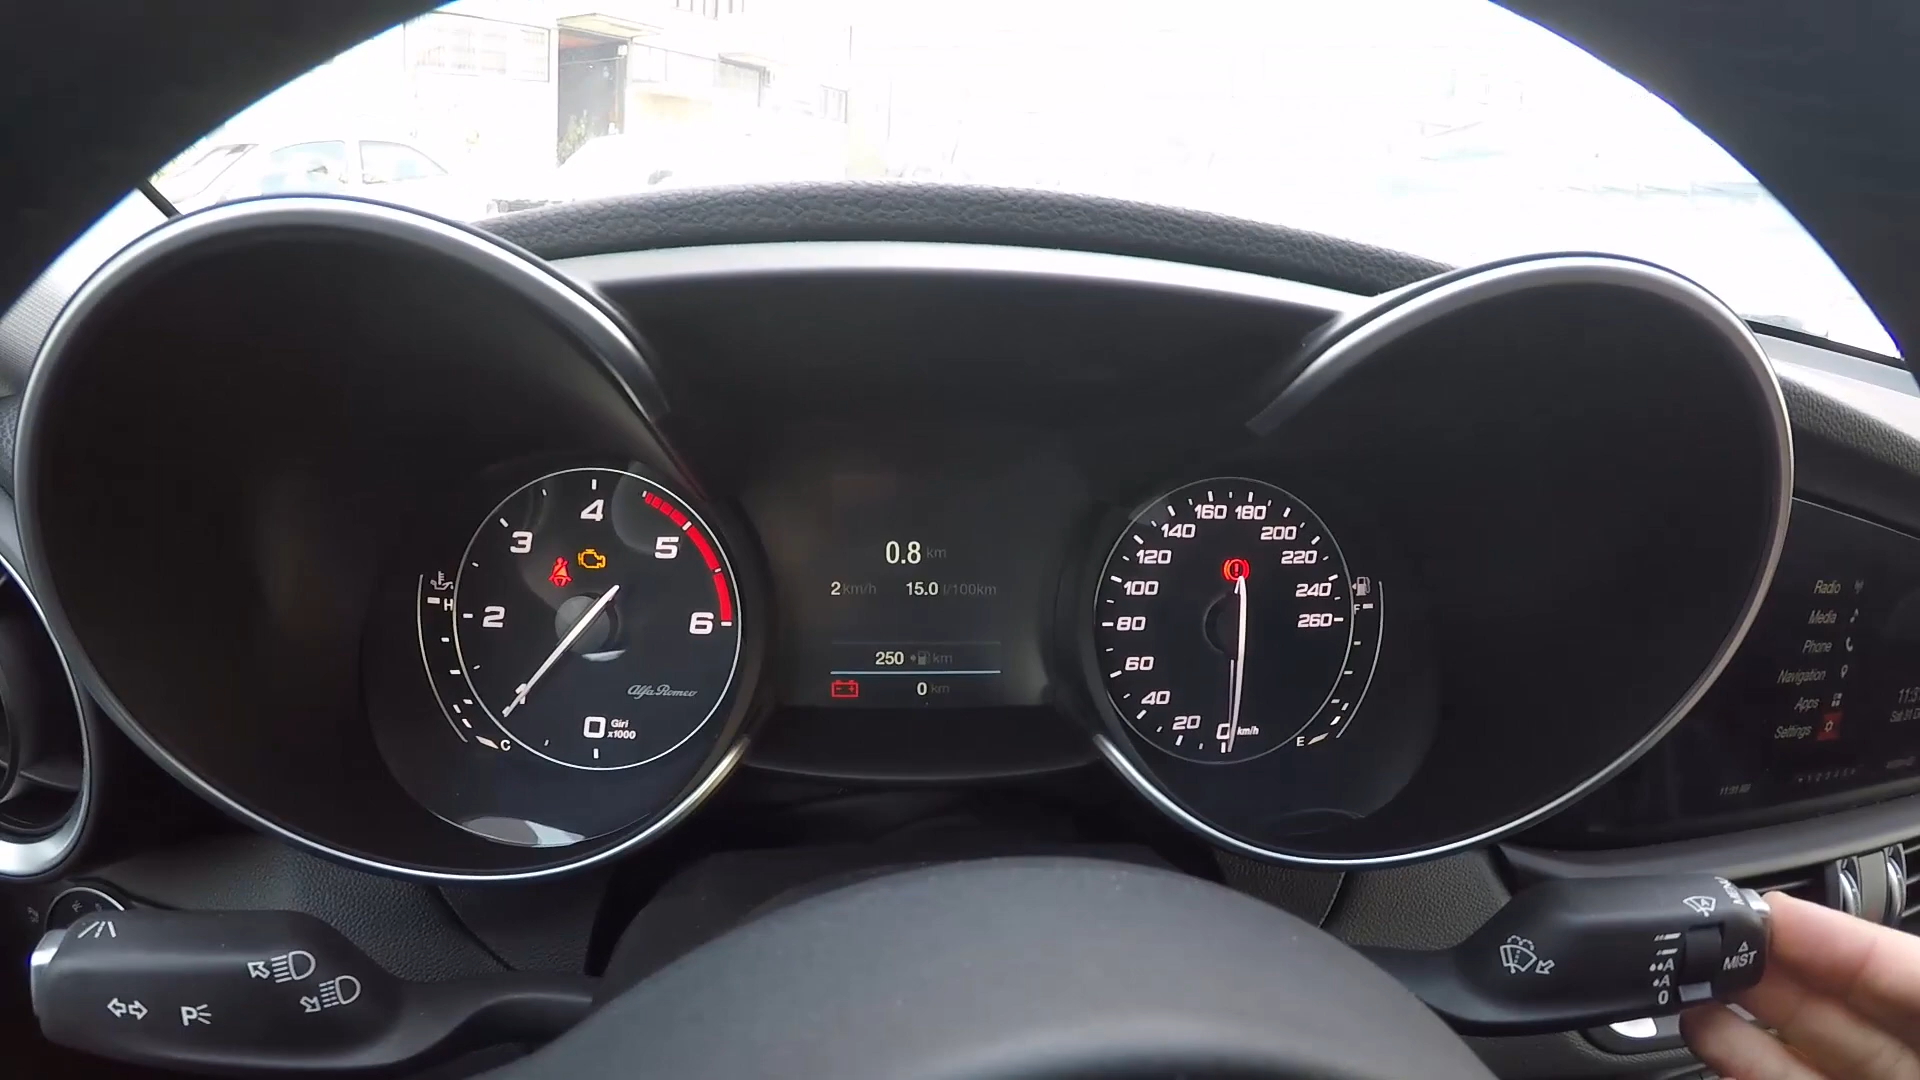 4
3
5
2
6
1
H
C
Alfa Romeo
0 Giri
x1000
0.8 km
2 km/h 15.0 l/100km
250 km
0 km
160 180
140 200
120 220
100 240
80 260
60
40
20
0 km/h
F
E
Radio
Media
Phone
Navigation
Apps
Settings
P
A
MIST
A
A
0